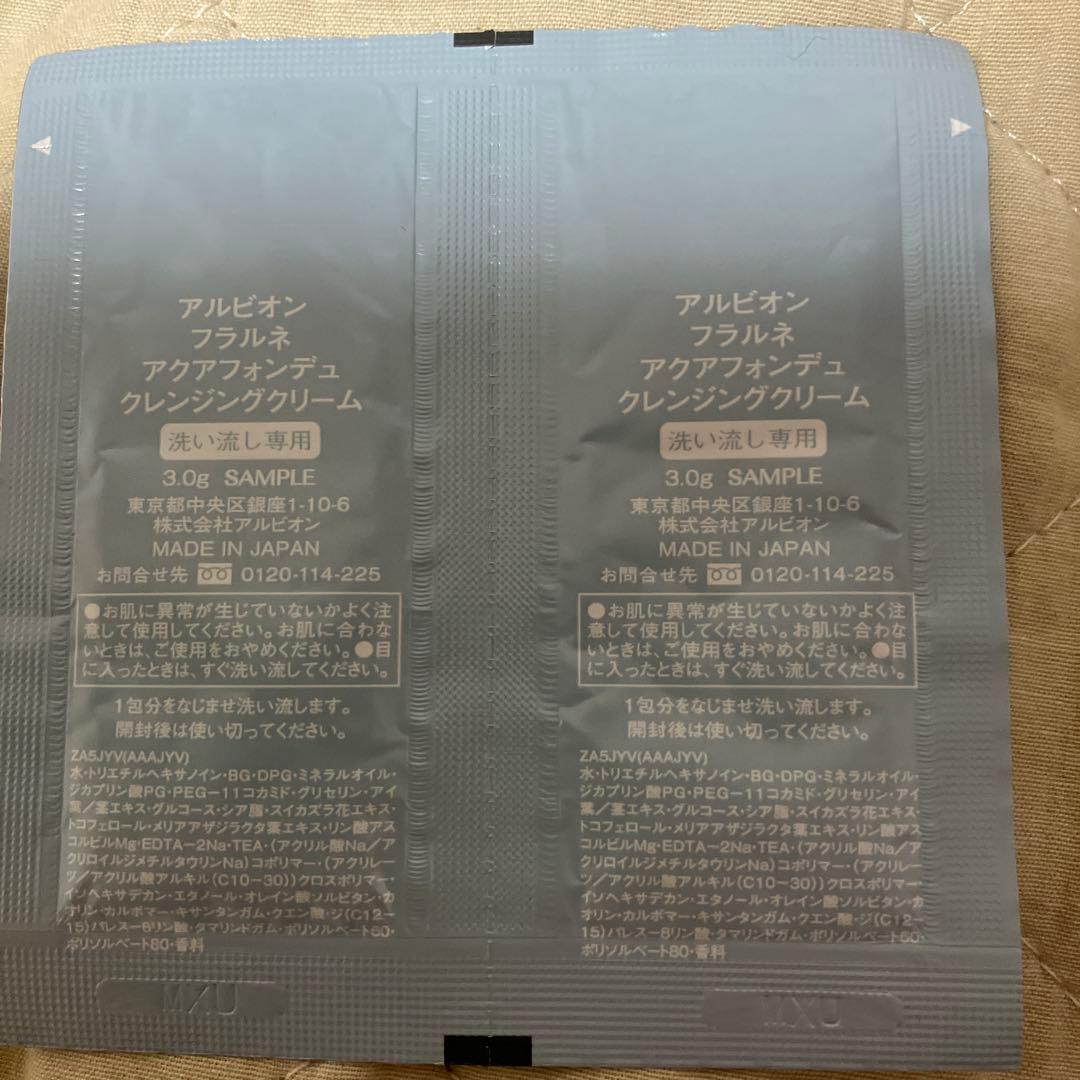 アルビオン
フラルネ
アクアフォンデュ
クレンジングクリーム
洗い流し専用
3.0g SAMPLE
東京都中央区銀座1-10-6
株式会社アルビオン
MADE IN JAPAN
お問合せ先 0120-114-225
●お肌に異常が生じていないかよく注
意して使用してください。お肌に合わな
いときは、ご使用をおやめください。●目
に入ったときは、すぐ洗い流してください。
1包分をなじませ洗い流します。
開封後は使い切ってください。
ZA5JYV(AAAJYV)
水・トリエチルヘキサノイン・BG・DPG・ミネラルオイル・
ジカプリン酸PG・PEG-11コカミド・グリセリン・アイ
葉/茎エキス・グルコース・シア脂・スイカズラ花エキス・
トコフェロール・メリアアザジラクタ葉エキス・リン酸アス
コルビルMg・EDTA-2Na・TEA・(アクリル酸Na/ア
クリロイルジメチルタウリンNa)コポリマー・(アクリレー
ツ/アクリル酸アルキル(C10-30))クロスポリマー・
イソヘキサデカン・エタノール・オレイン酸ソルビタン・カ
オリン・カルボマー・キサンタンガム・クエン酸・ジ(C12-
15)パレス-8リン酸・タマリンドガム・ポリソルベート60・
ポリソルベート80・香料
MXU
アルビオン
フラルネ
アクアフォンデュ
クレンジングクリーム
洗い流し専用
3.0g SAMPLE
東京都中央区銀座1-10-6
株式会社アルビオン
MADE IN JAPAN
お問合せ先 0120-114-225
●お肌に異常が生じていないかよく注
意して使用してください。お肌に合わな
いときは、ご使用をおやめください。●目
に入ったときは、すぐ洗い流してください。
1包分をなじませ洗い流します。
開封後は使い切ってください。
ZA5JYV(AAAJYV)
水・トリエチルヘキサノイン・BG・DPG・ミネラルオイル・
ジカプリン酸PG・PEG-11コカミド・グリセリン・アイ
葉/茎エキス・グルコース・シア脂・スイカズラ花エキス・
トコフェロール・メリアアザジラクタ葉エキス・リン酸アス
コルビルMg・EDTA-2Na・TEA・(アクリル酸Na/ア
クリロイルジメチルタウリンNa)コポリマー・(アクリレー
ツ/アクリル酸アルキル(C10-30))クロスポリマー・
イソヘキサデカン・エタノール・オレイン酸ソルビタン・カ
オリン・カルボマー・キサンタンガム・クエン酸・ジ(C12-
15)パレス-8リン酸・タマリンドガム・ポリソルベート60・
ポリソルベート80・香料
MXU